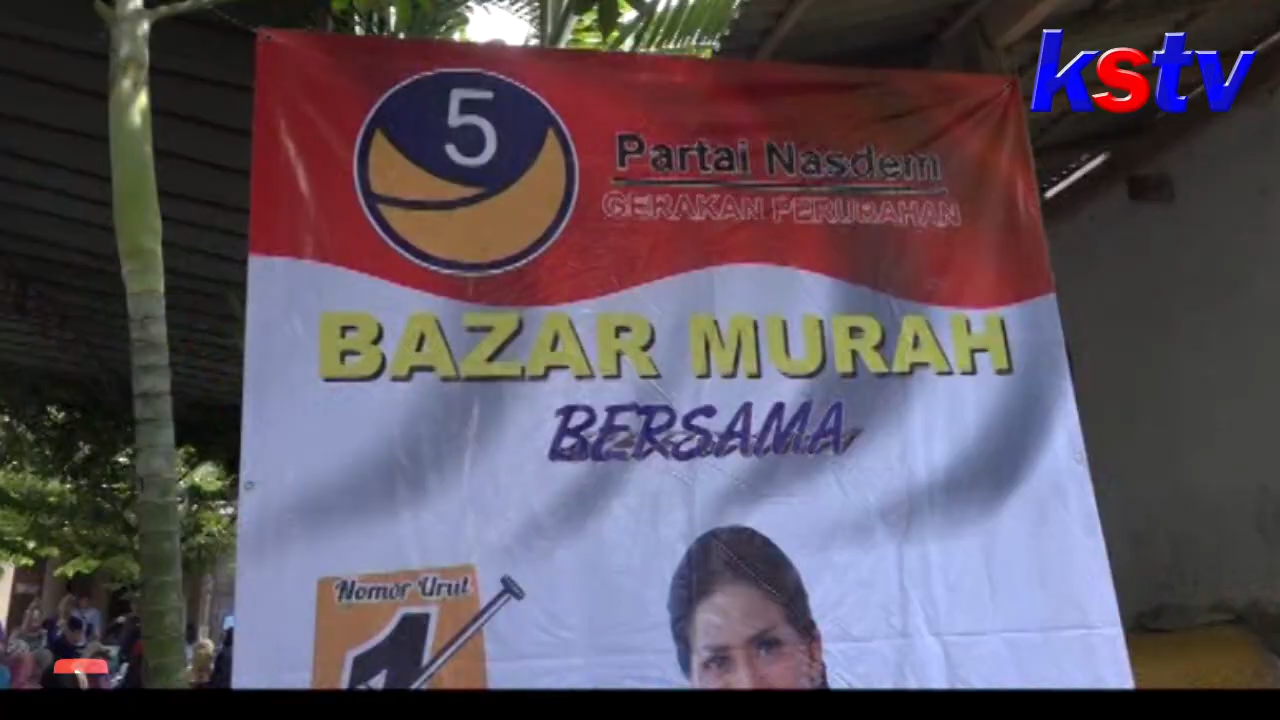 kstv
5
Partai Nasdem
GERAKAN PERUBAHAN
BAZAR MURAH
BERSAMA
Nomor Urut
1